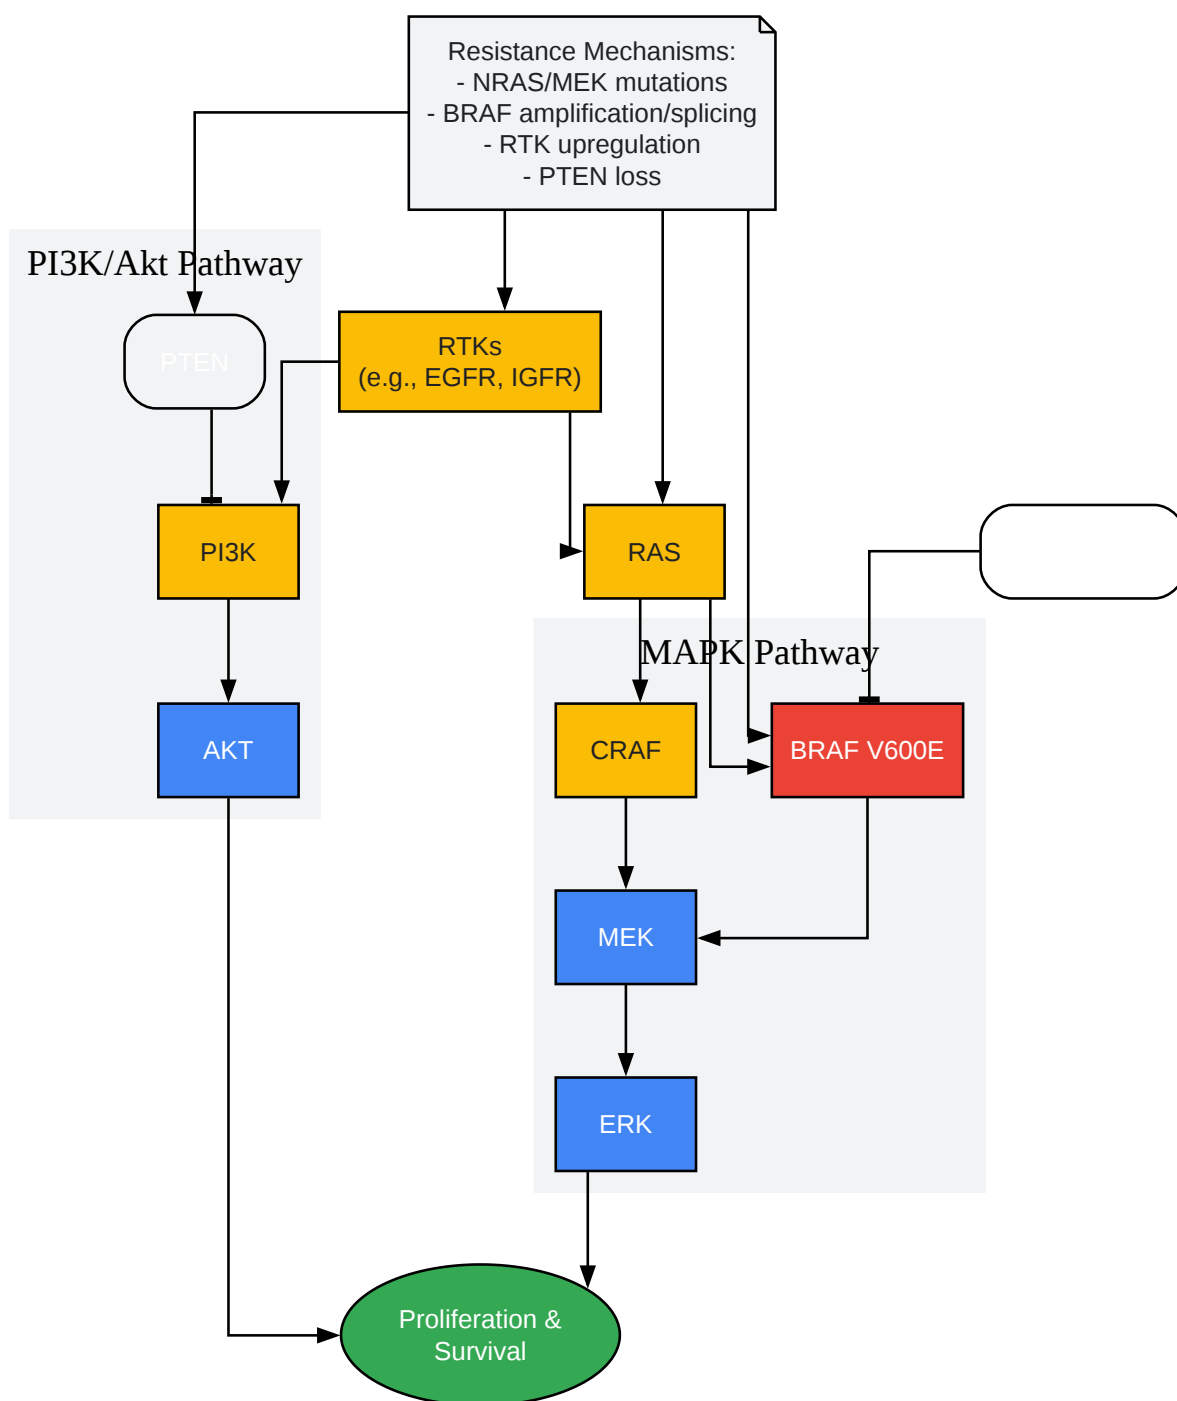 Resistance Mechanisms:
- NRAS/MEK mutations
- BRAF amplification/splicing
- RTK upregulation
- PTEN loss
PI3K/Akt Pathway
PTEN
RTKs
(e.g., EGFR, IGFR)
PI3K
RAS
MAPK Pathway
AKT
CRAF
BRAF V600E
MEK
ERK
Proliferation &
Survival